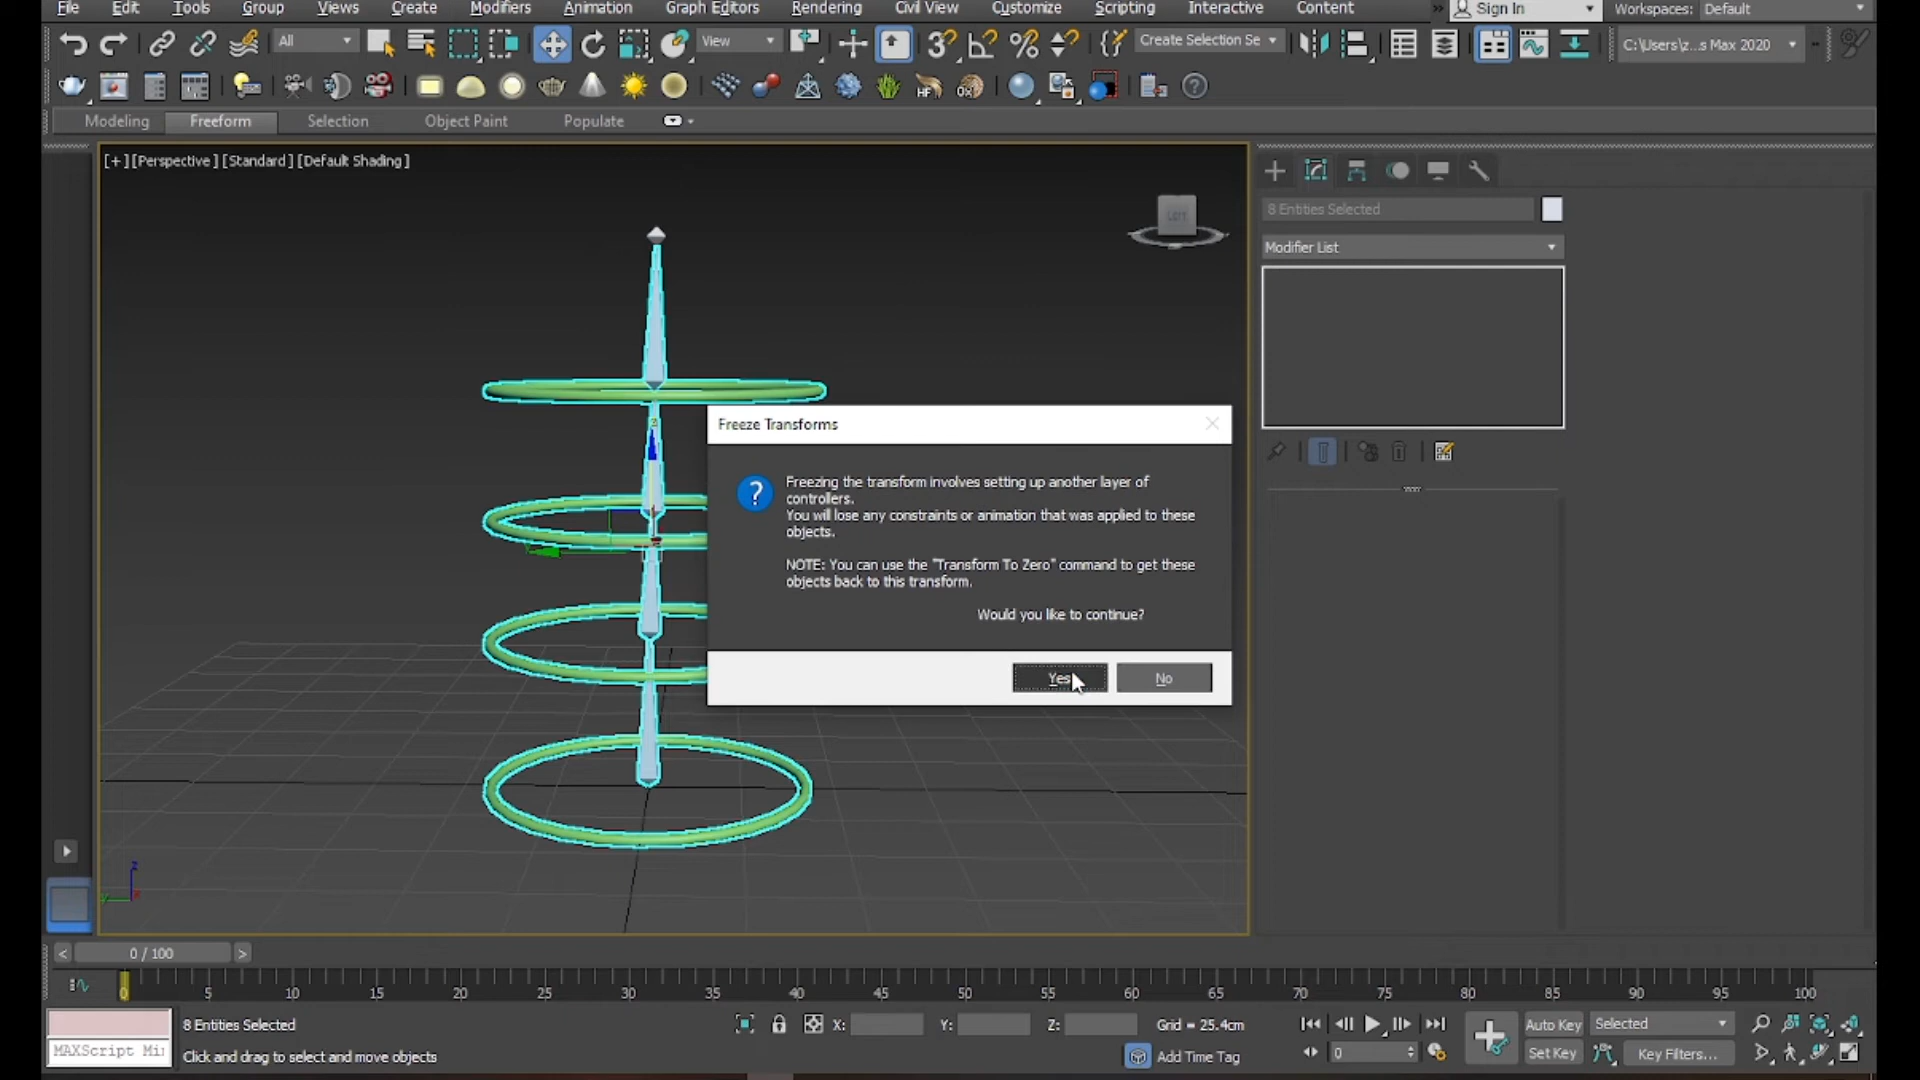 File Edit Tools Group Views Create Modifiers Animation Graph Editors Rendering Civil View Customize Scripting Interactive Content » Sign In Workspaces: Default
All View Create Selection Se C:\Users\z...s Max 2020
HF OX
Modeling Freeform Selection Object Paint Populate
[+] [Perspective] [Standard] [Default Shading]
LEFT
8 Entities Selected
Modifier List
Freeze Transforms
Freezing the transform involves setting up another layer of
controllers.
You will lose any constraints or animation that was applied to these
objects.
NOTE: You can use the "Transform To Zero" command to get these
objects back to this transform.
Would you like to continue?
Yes No
z
< 0 / 100 >
0 5 10 15 20 25 30 35 40 45 50 55 60 65 70 75 80 85 90 95 100
8 Entities Selected X: Y: Z: Grid = 25.4cm Auto Key Selected
MAXScript Mi Click and drag to select and move objects Add Time Tag 0 Set Key Key Filters...